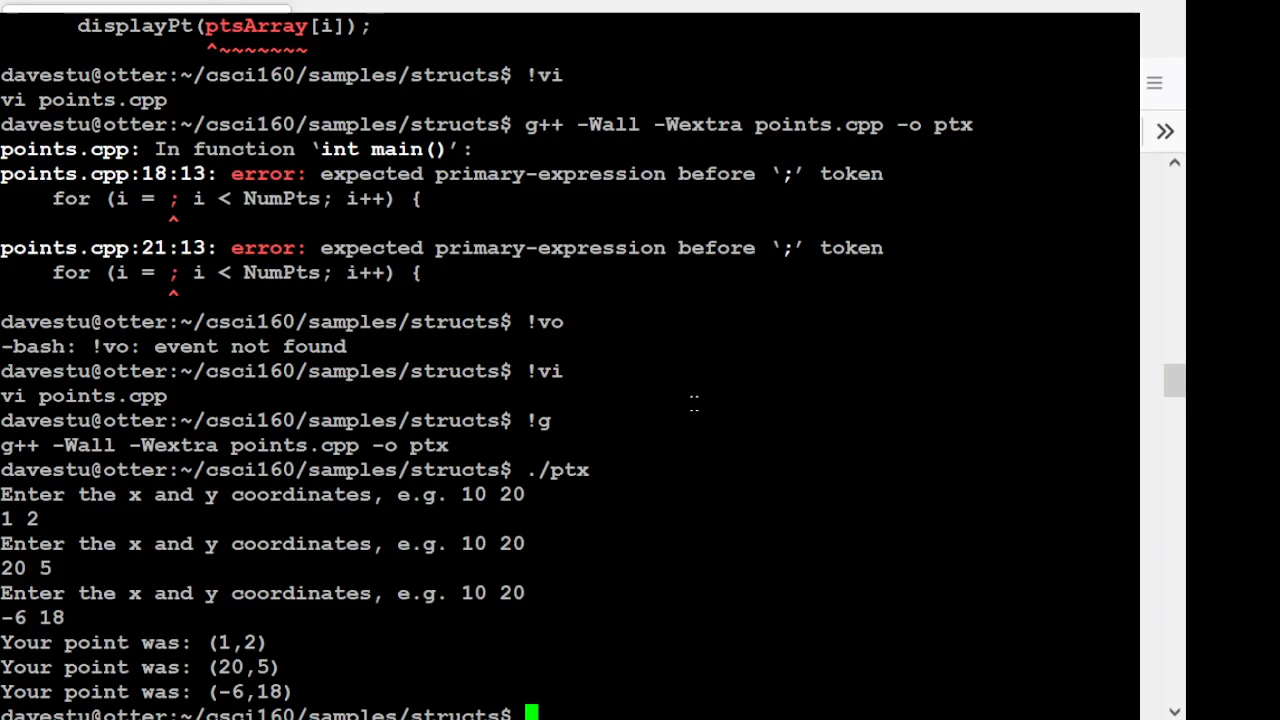 displayPt(ptsArray[i]);
^~~~~~~~
davestu@otter:~/csci160/samples/structs$ !vi
vi points.cpp
davestu@otter:~/csci160/samples/structs$ g++ -Wall -Wextra points.cpp -o ptx
points.cpp: In function ‘int main()’:
points.cpp:18:13: error: expected primary-expression before ‘;’ token
for (i = ; i < NumPts; i++) {
^
points.cpp:21:13: error: expected primary-expression before ‘;’ token
for (i = ; i < NumPts; i++) {
^
davestu@otter:~/csci160/samples/structs$ !vo
-bash: !vo: event not found
davestu@otter:~/csci160/samples/structs$ !vi
vi points.cpp
davestu@otter:~/csci160/samples/structs$ !g
g++ -Wall -Wextra points.cpp -o ptx
davestu@otter:~/csci160/samples/structs$ ./ptx
Enter the x and y coordinates, e.g. 10 20
1 2
Enter the x and y coordinates, e.g. 10 20
20 5
Enter the x and y coordinates, e.g. 10 20
-6 18
Your point was: (1,2)
Your point was: (20,5)
Your point was: (-6,18)
davestu@otter:~/csci160/samples/structs$